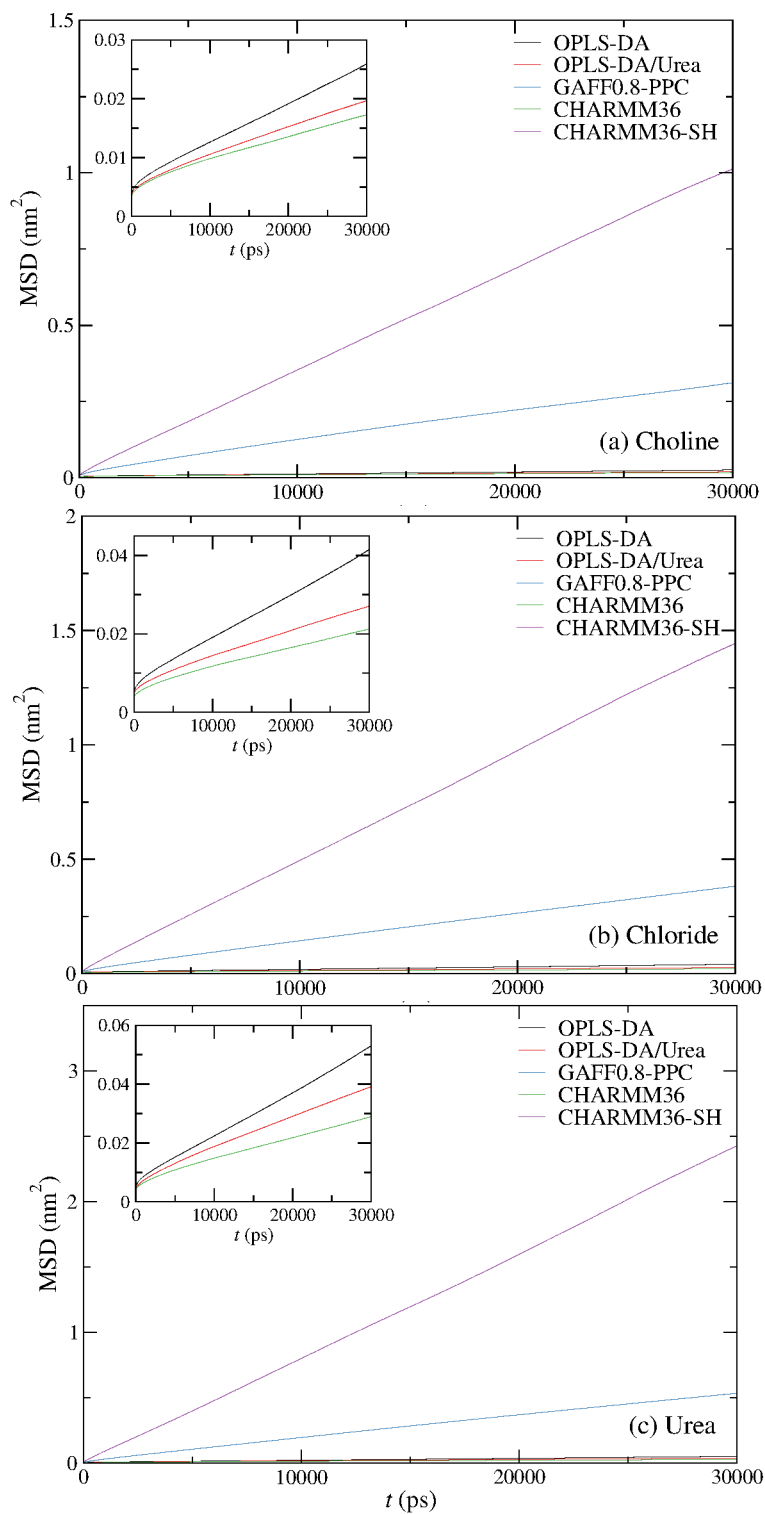 1.5
OPLS-DA
OPLS-DA/Urea
GAFF0.8-PPC
CHARMM36
CHARMM36-SH
0.03
0.02
0.01
0
0 10000 20000 30000
t (ps)
1
0.5
0
MSD (nm²)
(a) Choline
0 10000 20000 30000
2
OPLS-DA
OPLS-DA/Urea
GAFF0.8-PPC
CHARMM36
CHARMM36-SH
0.04
0.02
0
0 10000 20000 30000
t (ps)
1.5
1
0.5
0
MSD (nm²)
(b) Chloride
0 10000 20000 30000
OPLS-DA
OPLS-DA/Urea
GAFF0.8-PPC
CHARMM36
CHARMM36-SH
0.06
0.04
0.02
0
0 10000 20000 30000
t (ps)
3
2
1
0
MSD (nm²)
(c) Urea
0 10000 20000 30000
t (ps)